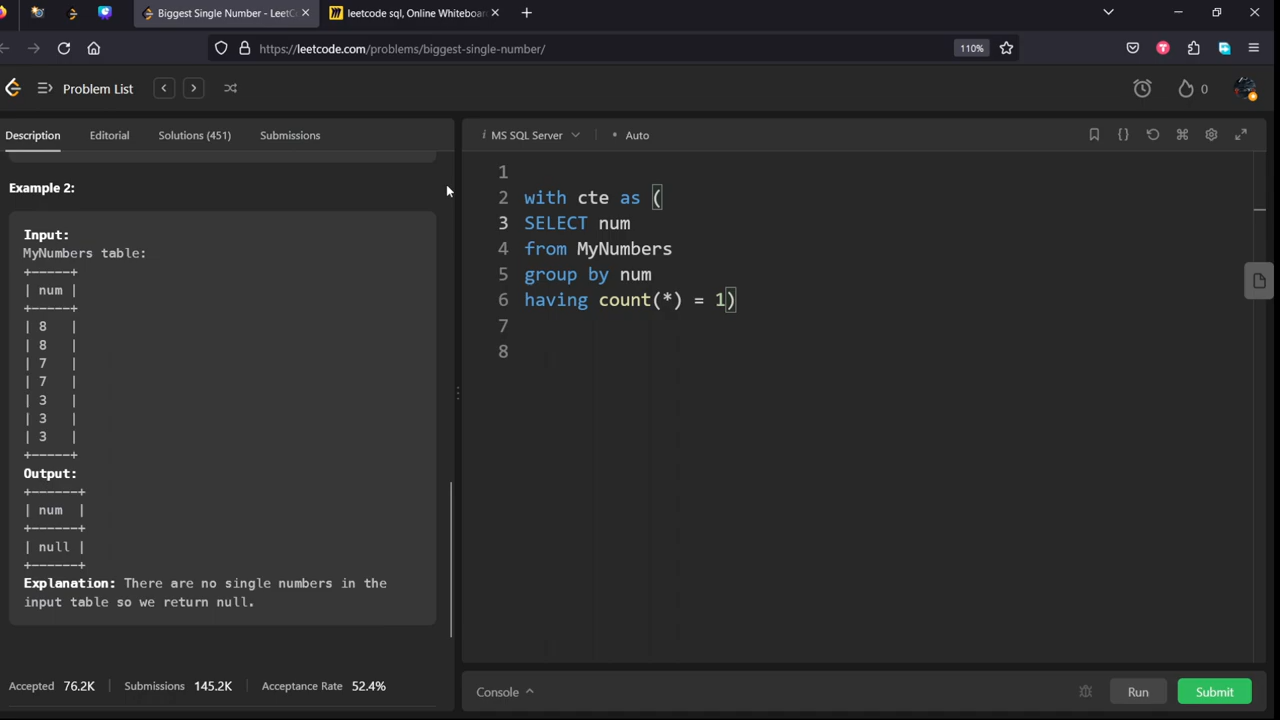 Biggest Single Number - LeetC
leetcode sql, Online Whiteboard
https://leetcode.com/problems/biggest-single-number/
110%
Problem List
0
Description
Editorial
Solutions (451)
Submissions
Example 2:
Input:
MyNumbers table:
+------+
| num |
+------+
| 8 |
| 8 |
| 7 |
| 7 |
| 3 |
| 3 |
| 3 |
+------+
Output:
+------+
| num |
+------+
| null |
+------+
Explanation: There are no single numbers in the
input table so we return null.
Accepted 76.2K | Submissions 145.2K | Acceptance Rate 52.4%
i MS SQL Server
Auto
1
2 with cte as (
3 SELECT num
4 from MyNumbers
5 group by num
6 having count(*) = 1)
7
8
Console
Run
Submit